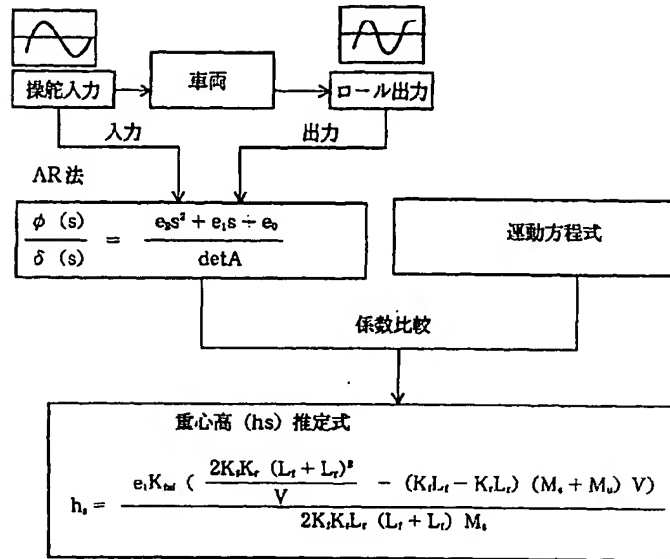 操舵入力
車両
ロール出力
入力
出力
AR法
φ (s) / δ (s) = (e₂s² + e₁s + e₀) / detA
運動方程式
係数比較
重心高 (hs) 推定式
hₛ = e₁K ( 2KfKr (Lf + Lr)² / V − (KfLf − KrLr) (Mₛ + Mᵤ) V) / 2KfKrLr (Lf + Lr) Mₛ